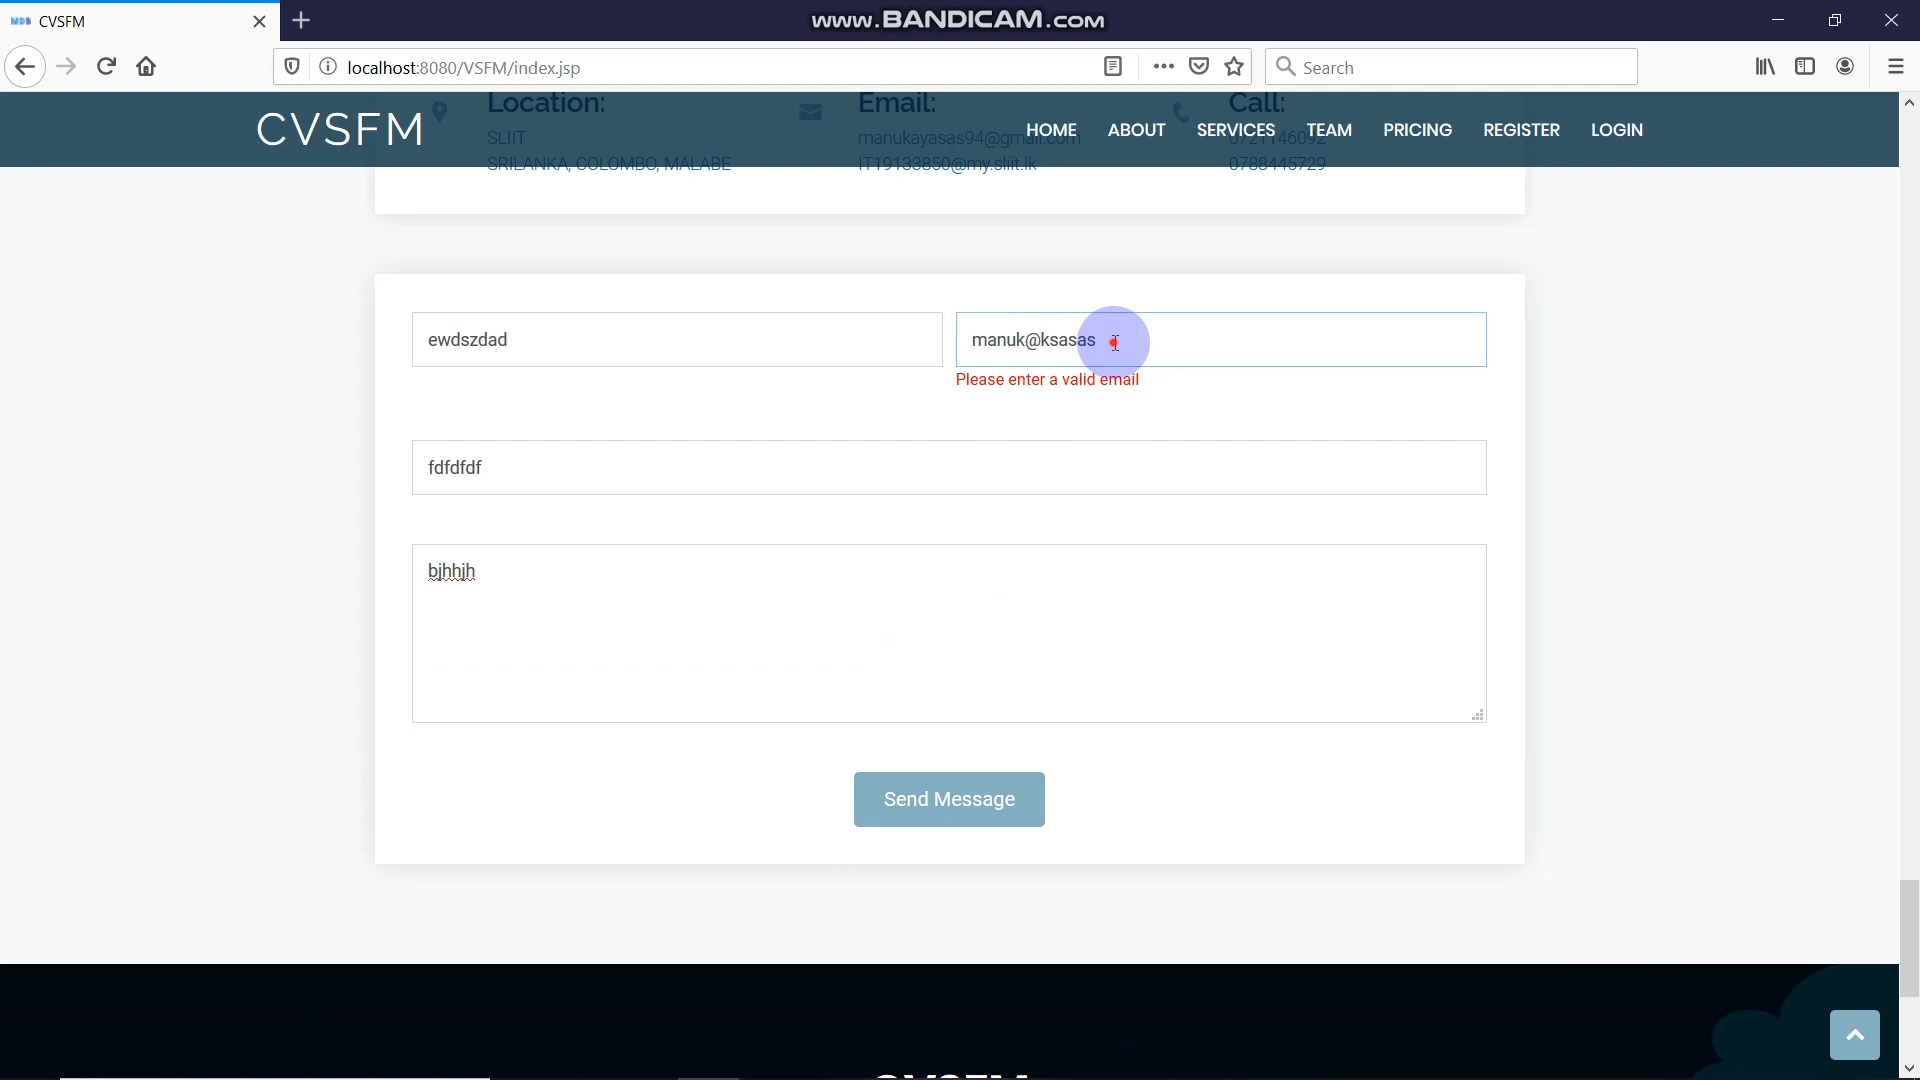 MDB CVSFM
www.BANDICAM.com
localhost:8080/VSFM/index.jsp
Search
CVSFM
HOME ABOUT SERVICES TEAM PRICING REGISTER LOGIN
Location: Email: Call:
SLIIT manukayasas94@gmail.com 0721146092
SRILANKA, COLOMBO, MALABE IT19133850@my.sliit.lk 0788445729
ewdszdad manuk@ksasas
Please enter a valid email
fdfdfdf
bjhhjh
Send Message
CVSFM